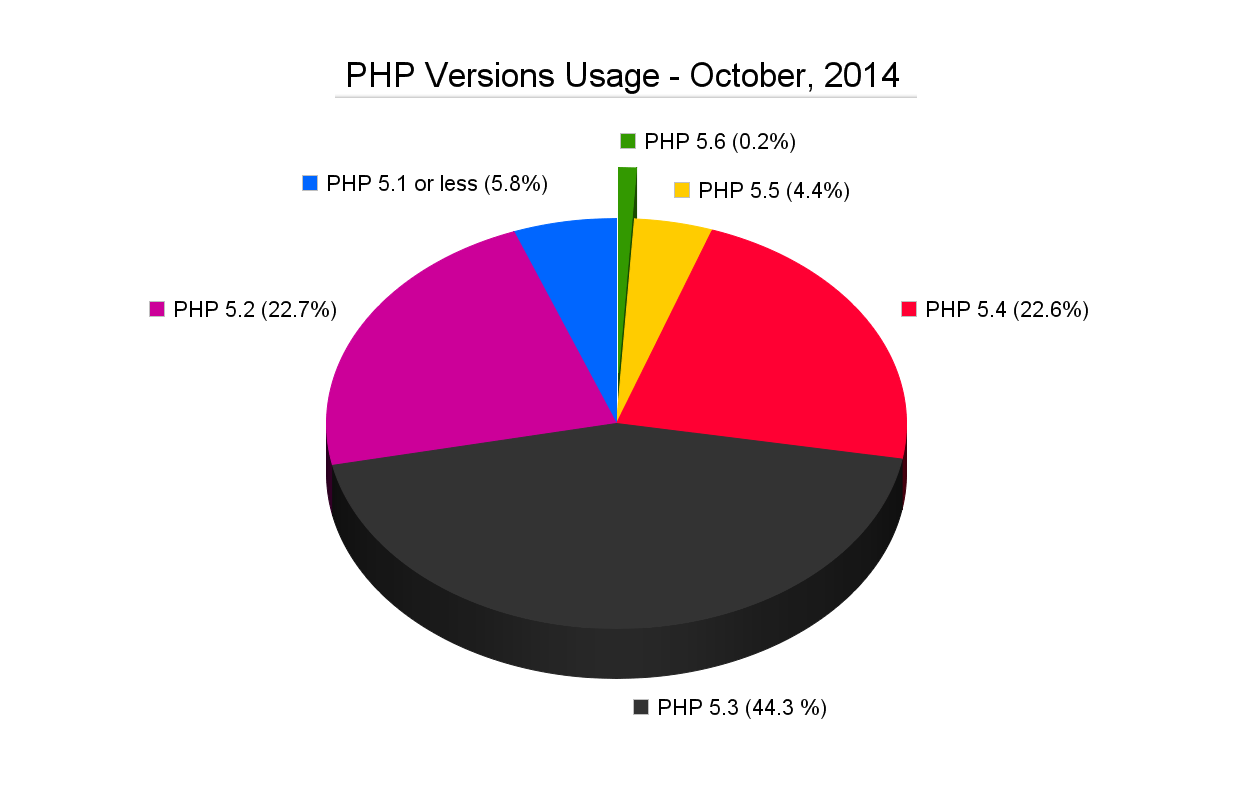 PHP Versions Usage - October, 2014
PHP 5.6 (0.2%)
PHP 5.1 or less (5.8%)
PHP 5.5 (4.4%)
PHP 5.2 (22.7%)
PHP 5.4 (22.6%)
PHP 5.3 (44.3 %)